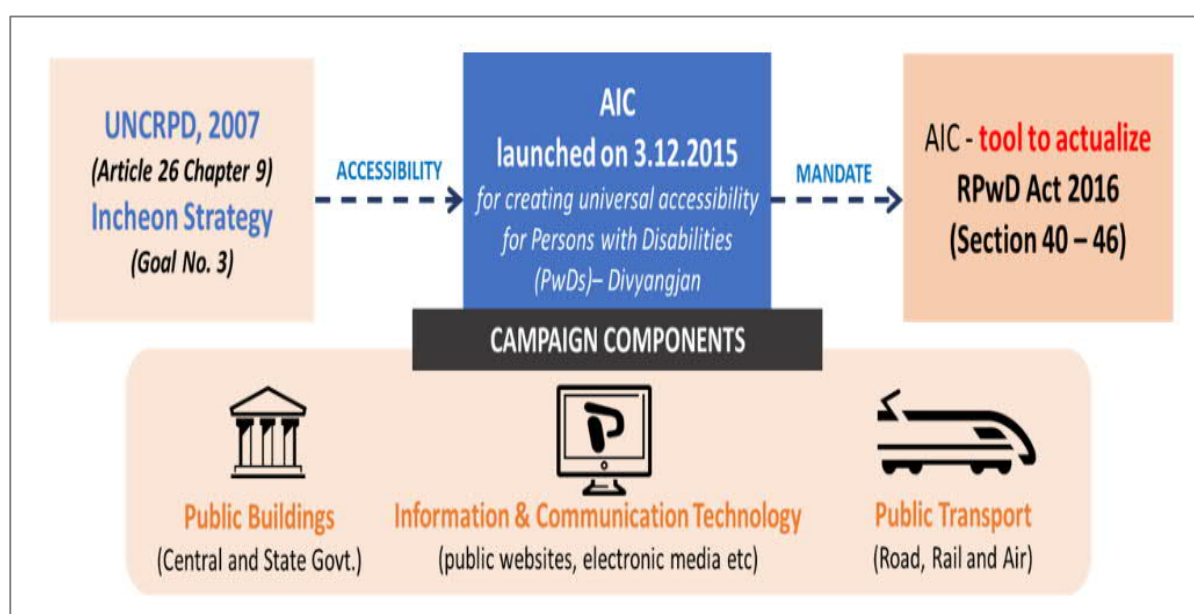 UNCRPD, 2007
(Article 26 Chapter 9)
Incheon Strategy
(Goal No. 3)
ACCESSIBILITY
AIC
launched on 3.12.2015
for creating universal accessibility
for Persons with Disabilities
(PwDs)– Divyangjan
MANDATE
AIC - tool to actualize
RPwD Act 2016
(Section 40 – 46)
CAMPAIGN COMPONENTS
Public Buildings
(Central and State Govt.)
Information & Communication Technology
(public websites, electronic media etc)
Public Transport
(Road, Rail and Air)